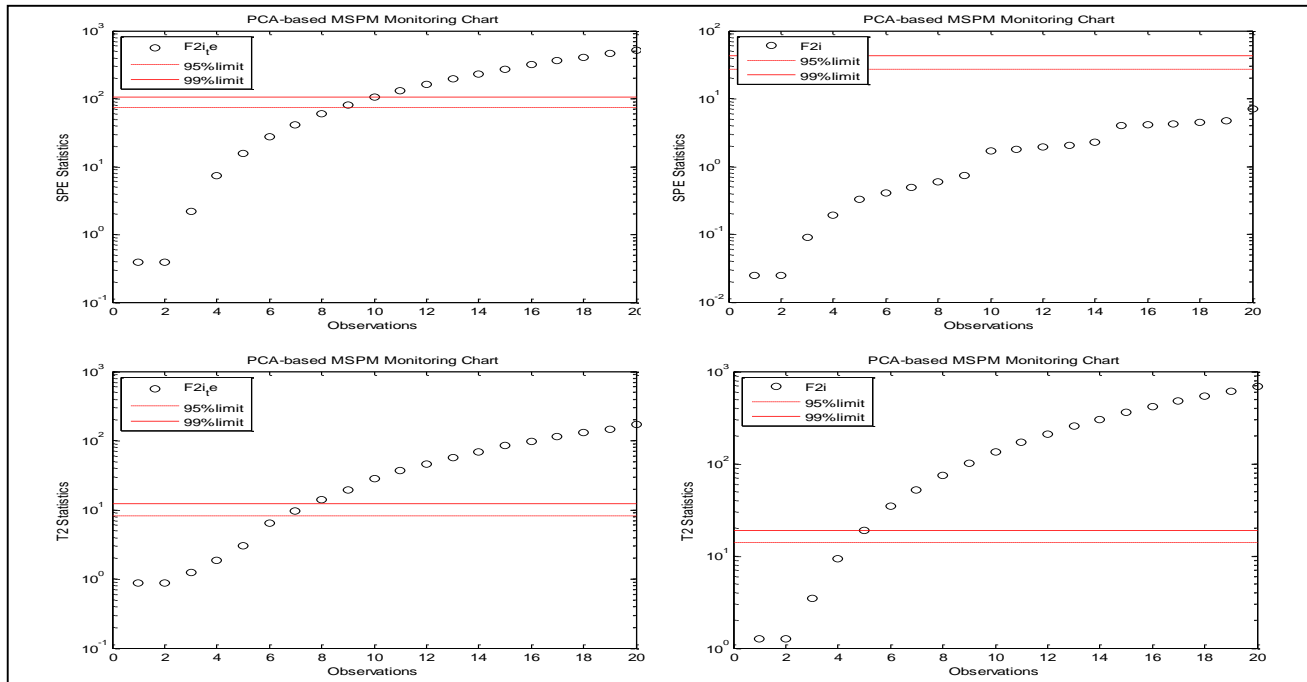 PCA-based MSPM Monitoring Chart
10^3
10^2
10^1
10^0
10^-1
SPE Statistics
F2i_te
95%limit
99%limit
0 2 4 6 8 10 12 14 16 18 20
Observations
PCA-based MSPM Monitoring Chart
10^2
10^1
10^0
10^-1
10^-2
SPE Statistics
F2i
95%limit
99%limit
0 2 4 6 8 10 12 14 16 18 20
Observations
PCA-based MSPM Monitoring Chart
10^3
10^2
10^1
10^0
10^-1
T2 Statistics
F2i_te
95%limit
99%limit
0 2 4 6 8 10 12 14 16 18 20
Observations
PCA-based MSPM Monitoring Chart
10^3
10^2
10^1
10^0
T2 Statistics
F2i
95%limit
99%limit
0 2 4 6 8 10 12 14 16 18 20
Observations